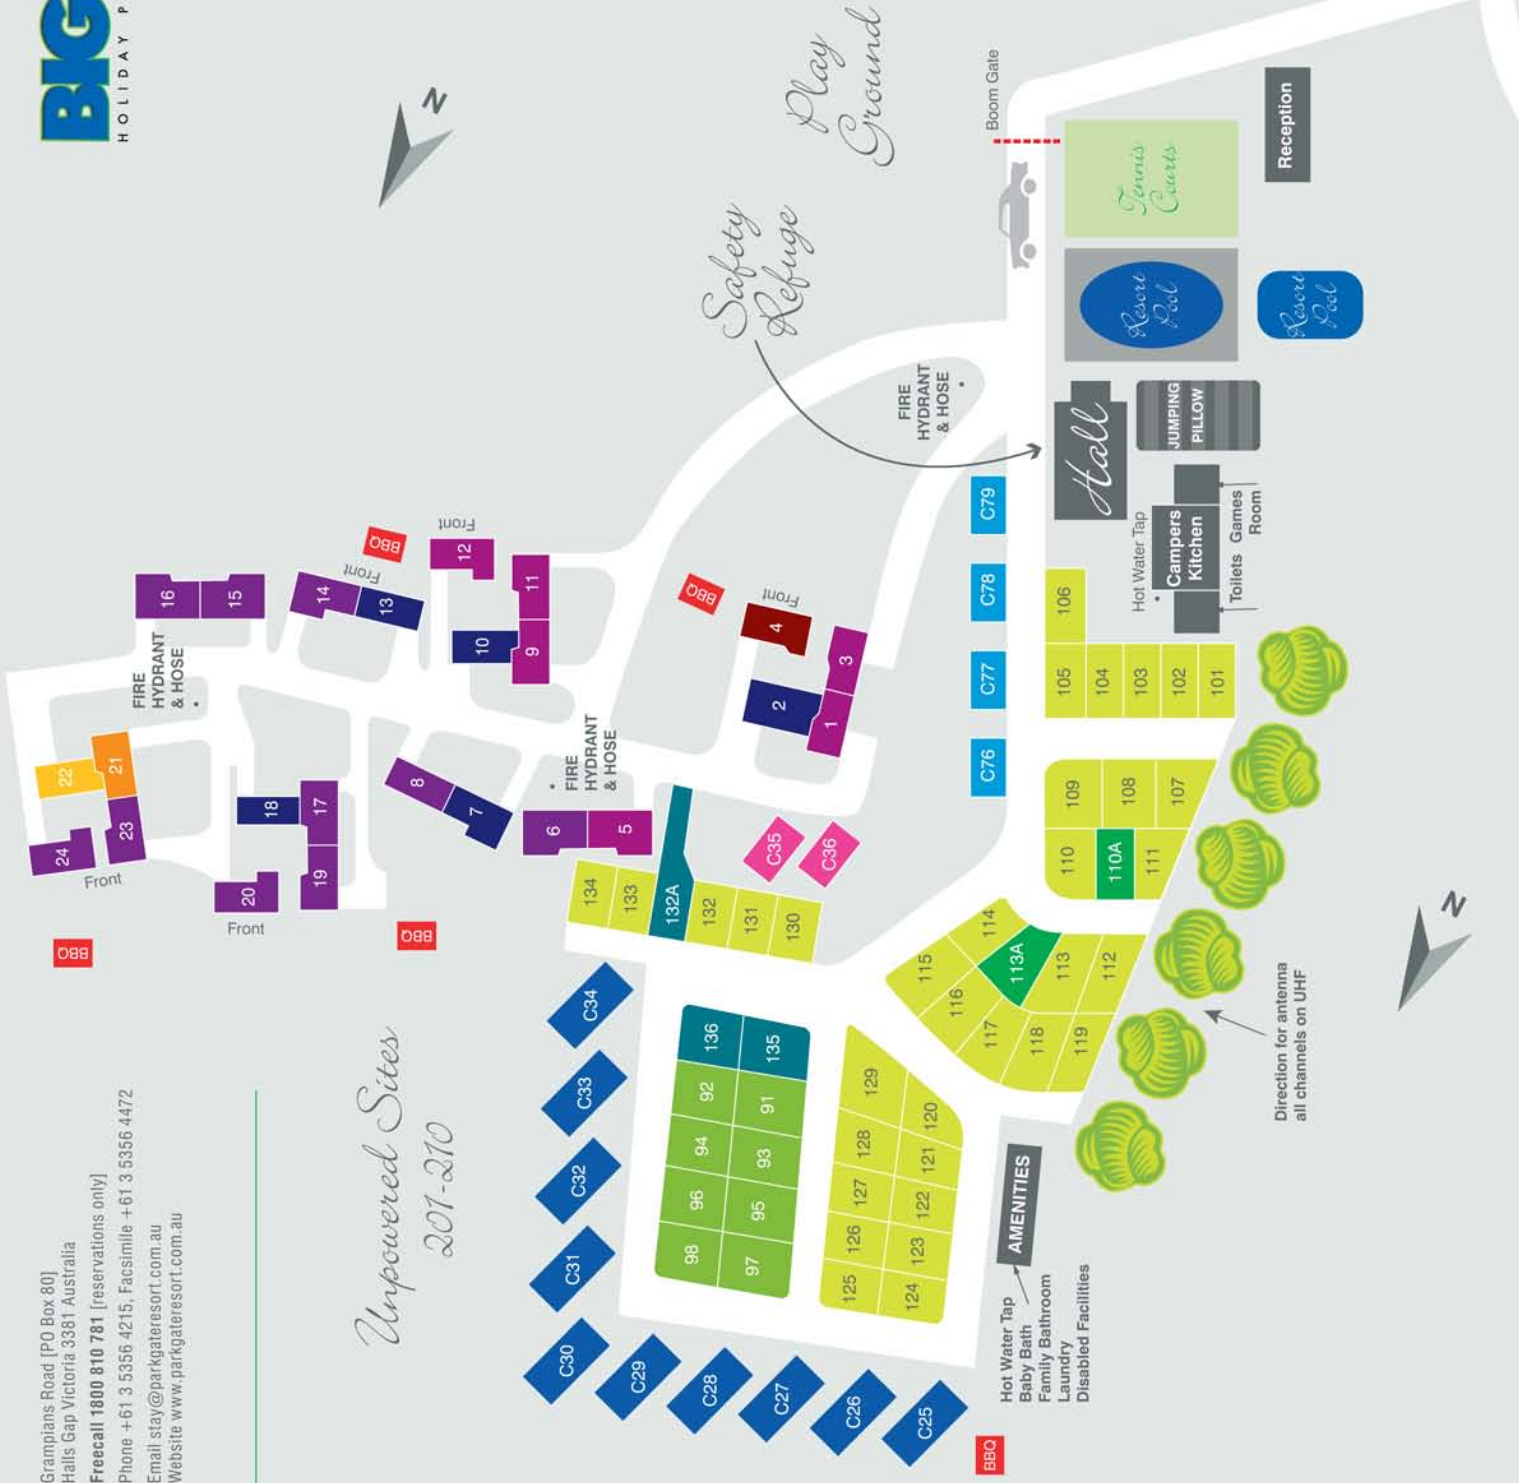 BIG
HOLIDAY P
Grampians Road [PO Box 80]
Halls Gap Victoria 3381 Australia
Freecall 1800 810 781 [reservations only]
Phone +61 3 5356 4215, Facsimile +61 3 5356 4472
Email stay@parkgateresort.com.au
Website www.parkgateresort.com.au
Unpowered Sites
201-210
N
Play
Ground
Safety
Refuge
Boom Gate
Tennis
Courts
Reception
Resort
Pool
Resort
Pool
Hall
JUMPING
PILLOW
Hot Water Tap
Campers
Kitchen
Toilets
Games
Room
FIRE
HYDRANT
& HOSE
FIRE
HYDRANT
& HOSE
FIRE
HYDRANT
& HOSE
BBQ
BBQ
BBQ
BBQ
BBQ
Front
Front
Front
Front
Front
24
23
22
21
20
19
18
17
16
15
14
13
12
11
10
9
8
7
6
5
4
3
2
1
C79
C78
C77
C76
C36
C35
C34
C33
C32
C31
C30
C29
C28
C27
C26
C25
134
133
132A
132
131
130
136
135
92
91
94
93
96
95
98
97
129
128
127
126
125
120
121
122
123
124
115
114
116
113A
117
113
118
112
119
110
109
110A
108
111
107
106
105
104
103
102
101
AMENITIES
Hot Water Tap
Baby Bath
Family Bathroom
Laundry
Disabled Facilities
Direction for antenna
all channels on UHF
N